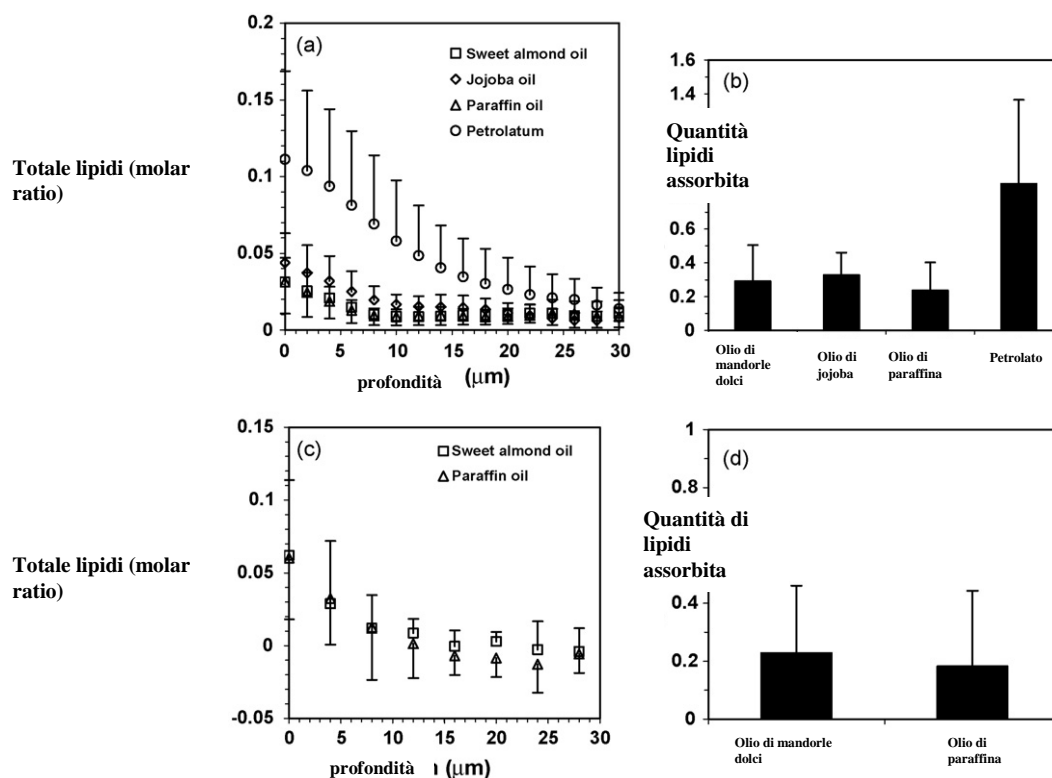 0.2
(a)
Sweet almond oil
Jojoba oil
Paraffin oil
Petrolatum
0.15
0.1
0.05
0
Totale lipidi (molar
ratio)
0 5 10 15 20 24 30
profondità (μm)
1.6
(b)
1.4
Quantità
lipidi
assorbita
0.6
0.4
0.2
0
Olio di
mandorle
dolci
Olio di
jojoba
Olio di
paraffina
Petrolato
0.15
(c)
Sweet almond oil
Paraffin oil
0.1
0.05
0
-0.05
Totale lipidi (molar
ratio)
0 5 10 15 20 24 30
profondità (μm)
1
(d)
0.8
Quantità di
lipidi
assorbita
0.4
0.2
0
Olio di mandorle
dolci
Olio di
paraffina